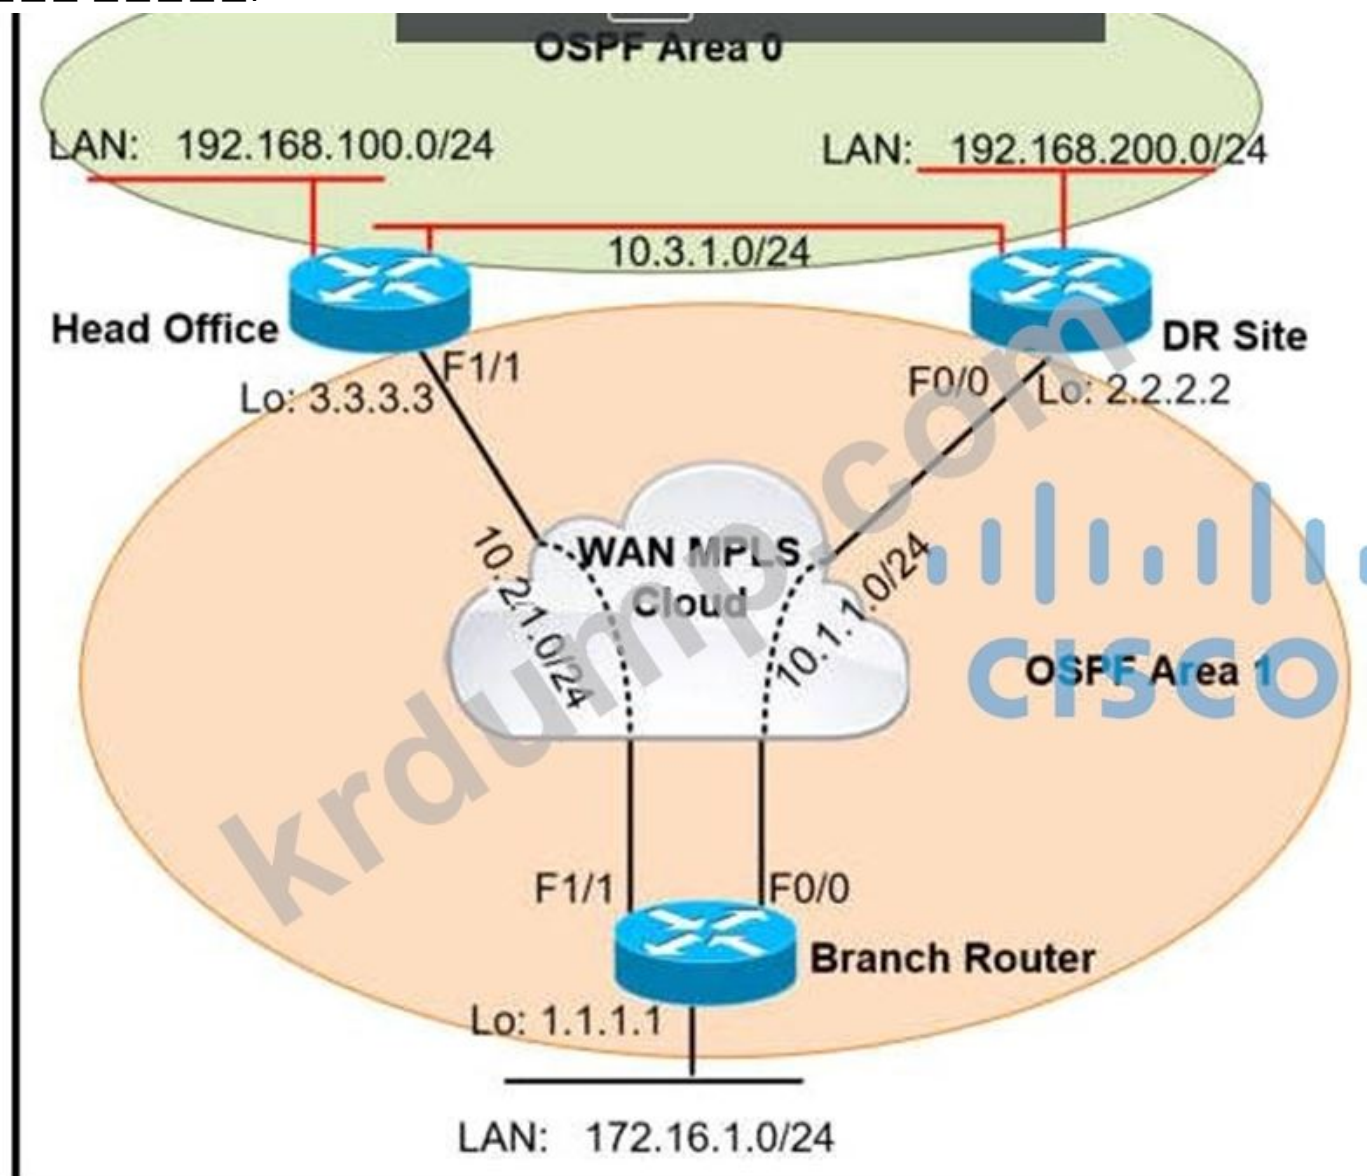 OSPF Area 0
LAN: 192.168.100.0/24
LAN: 192.168.200.0/24
10.3.1.0/24
Head Office
DR Site
F1/1
F0/0
Lo: 3.3.3.3
Lo: 2.2.2.2
WAN MPLS
Cloud
10.2.1.0/24
10.1.1.0/24
OSPF Area 1
CISCO
krdump.com
F1/1
F0/0
Branch Router
Lo: 1.1.1.1
LAN: 172.16.1.0/24